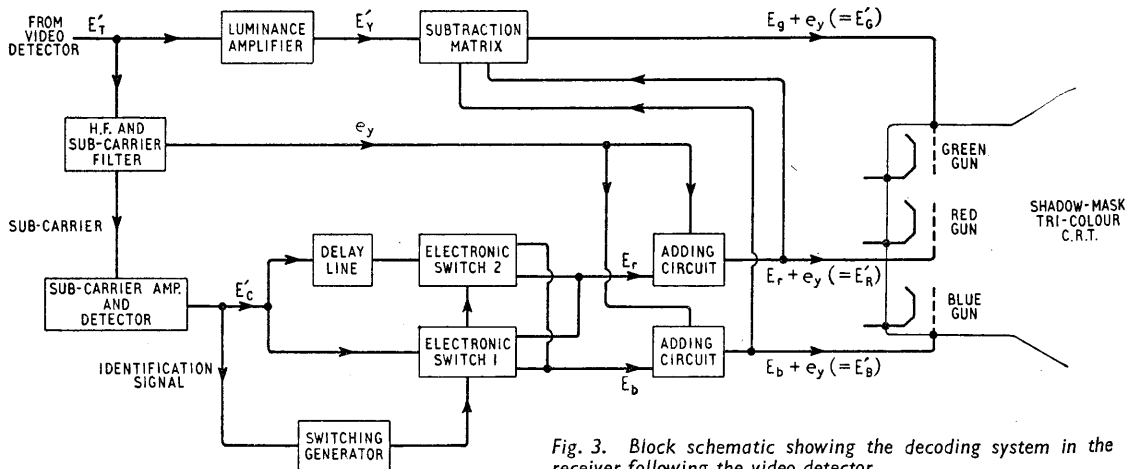 FROM
VIDEO
DETECTOR
E'T
LUMINANCE
AMPLIFIER
E'Y
SUBTRACTION
MATRIX
Eg + ey (= E'G)
H.F. AND
SUB-CARRIER
FILTER
ey
GREEN
GUN
SHADOW-MASK
TRI-COLOUR
C.R.T.
RED
GUN
SUB-CARRIER
DELAY
LINE
ELECTRONIC
SWITCH 2
Er
ADDING
CIRCUIT
Er + ey (= E'R)
SUB-CARRIER AMP.
AND
DETECTOR
E'C
BLUE
GUN
ELECTRONIC
SWITCH 1
Eb
ADDING
CIRCUIT
Eb + ey (= E'B)
IDENTIFICATION
SIGNAL
SWITCHING
GENERATOR
Fig. 3. Block schematic showing the decoding system in the
receiver following the video detector